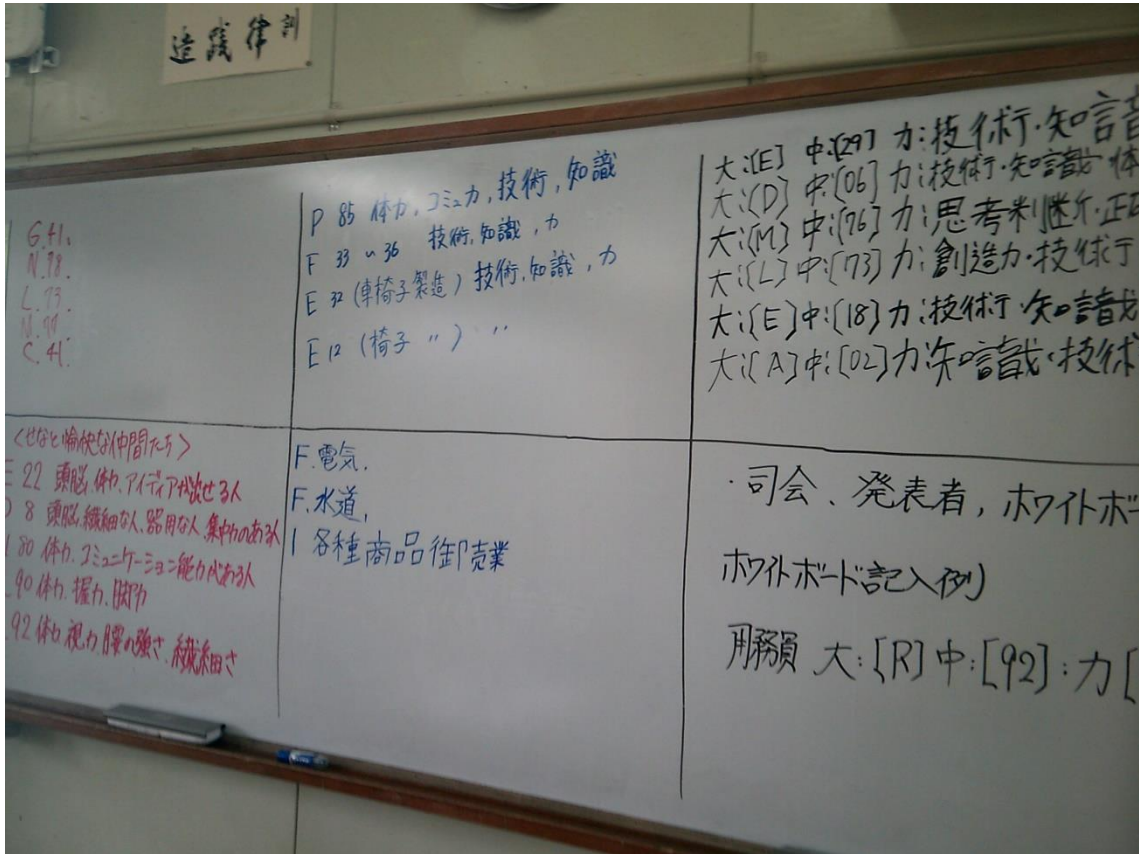 造 践 律 訓
G.41.
N.78.
L.73.
C.41.
P 85 体力, コミュ力, 技術, 知識
F 33 ~ 36 技術, 知識, 力
E 32 (車椅子製造) 技術, 知識, 力
E 12 (椅子 〃) 〃
大:[E] 中:[29] 力:技術・知識
大:[D] 中:[06] 力:技術・知識 体
大:[M] 中:[76] 力:思考判断・正確
大:[L] 中:[73] 力:創造力・技術
大:[E] 中:[18] 力:技術・知識
大:[A] 中:[02] 力:知識・技術
<せなと愉快な仲間たち>
E 22 頭脳、体力、アイディアが出せる人
D 8 頭脳、繊細な人、器用な人、集中力のある人
80 体力、コミュニケーション能力がある人
90 体力、握力、脚力
92 体力、視力、腰の強さ、繊細さ
F.電気.
F.水道,
I 各種商品卸売業
・司会、発表者, ホワイトボー
ホワイトボード記入例)
用務員 大:[R] 中:[92]:力[